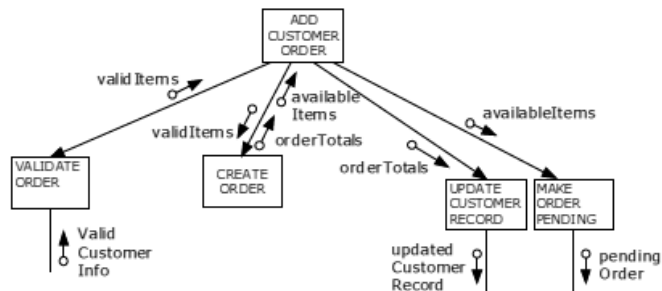 ADD
CUSTOMER
ORDER
validItems
validItems
available
Items
orderTotals
orderTotals
availableItems
VALIDATE
ORDER
CREATE
ORDER
UPDATE
CUSTOMER
RECORD
MAKE
ORDER
PENDING
Valid
Customer
Info
updated
Customer
Record
pending
Order